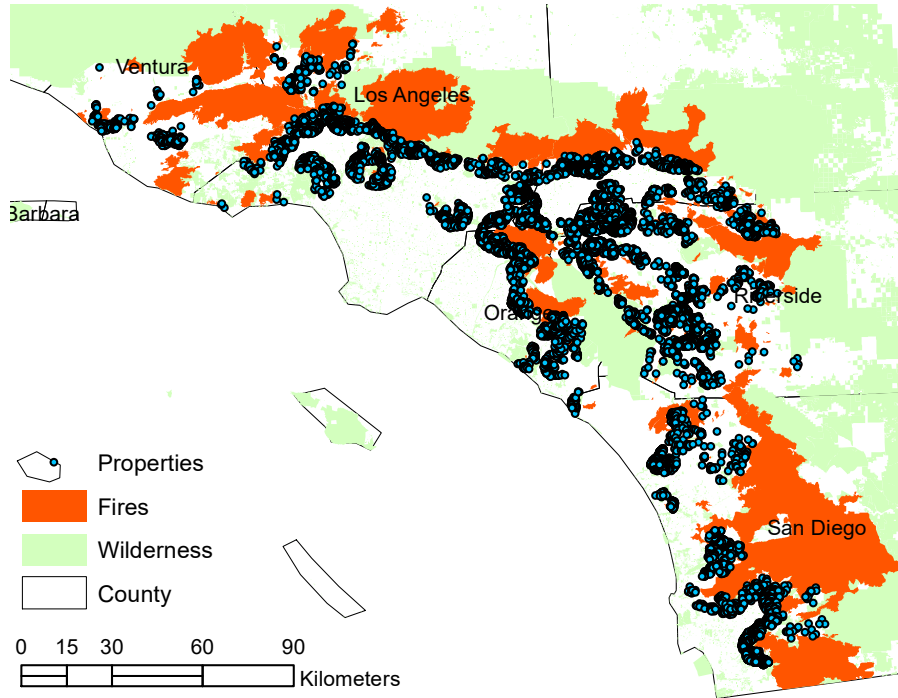 Ventura
Los Angeles
Barbara
Riverside
Orange
Properties
Fires
Wilderness
San Diego
County
0 15 30 60 90
Kilometers